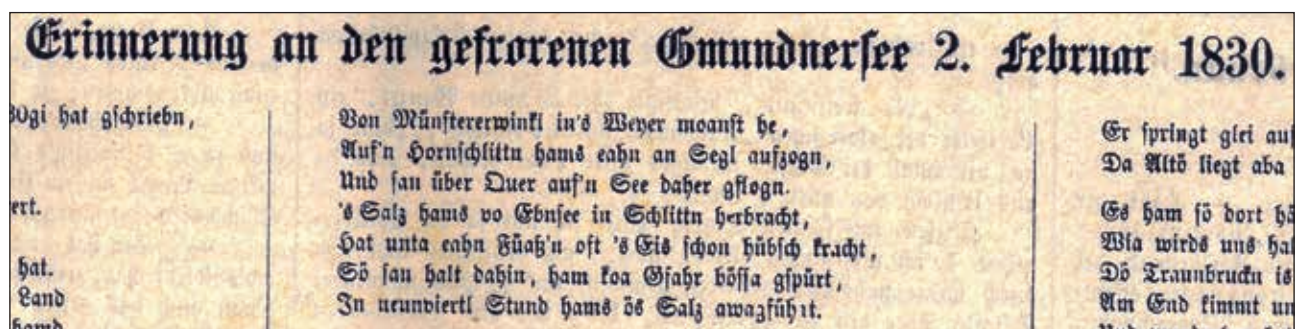 Erinnerung an den gefrorenen Gmundnersee 2. Februar 1830.
30gi hat gschriebn,
ert.
hat.
Land
Von Münstererwinkl in's Weyer moanst he,
Auf'n Hornschlittn hams eahn an Segl aufzogn,
Und san über Quer auf'n See daher gflogn.
's Salz hams vo Ebnsee in Schlittn herbracht,
Hat unta eahn Füaß'n oft 's Eis schon hübsch kracht,
Sö san halt dahin, ham koa Gfahr bössa gspürt,
In neunviertl Stund hams ös Salz awagführt.
Er springt glei auf
Da Altö liegt aba
Es ham sö dort
Wia wirds uns
Dö Traunbruckn is
Am End kimmt